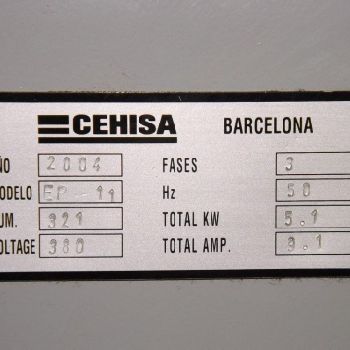 CEHISA BARCELONA
ÑO 2004 FASES 3
ODELO EP-11 Hz 50
UM. 321 TOTAL KW 5.1
OLTAGE 380 TOTAL AMP. 9.1